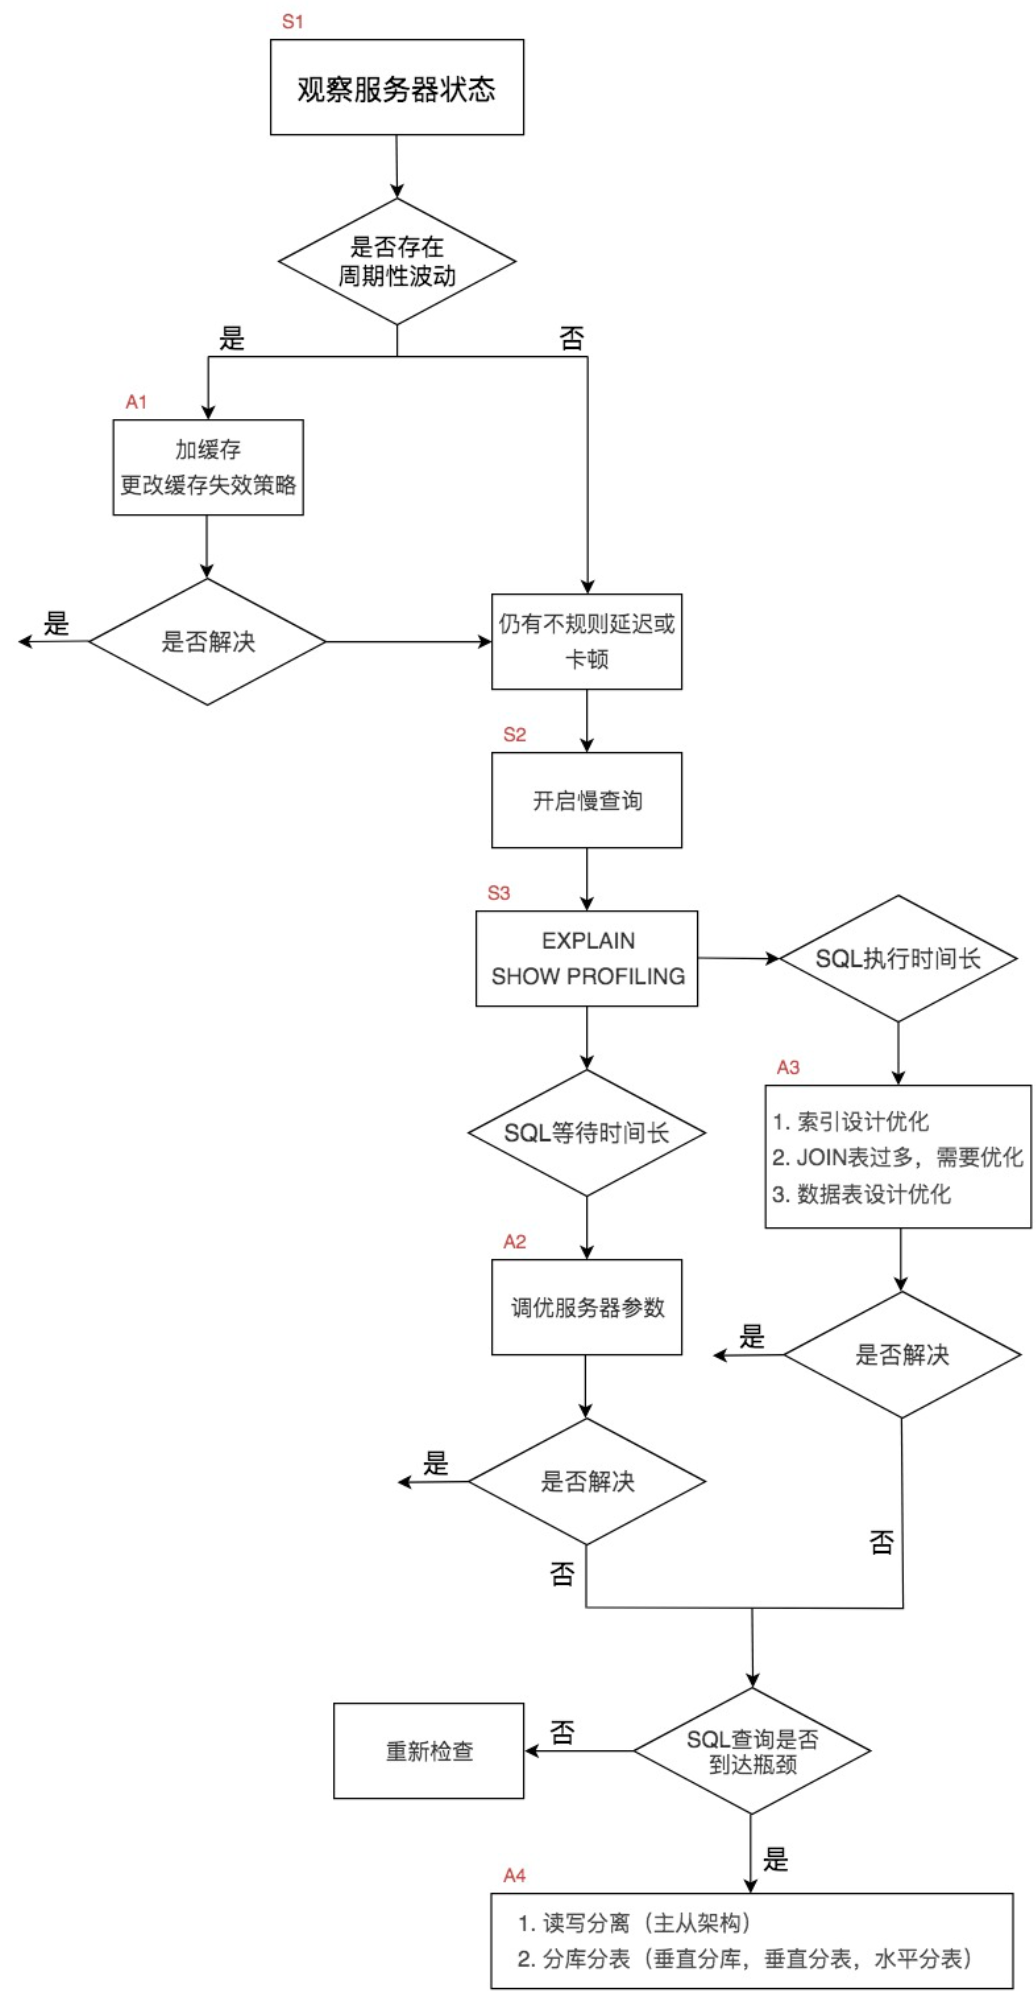 S1
观察服务器状态
是否存在
周期性波动
是
否
A1
加缓存
更改缓存失效策略
是
是否解决
仍有不规则延迟或
卡顿
S2
开启慢查询
S3
EXPLAIN
SHOW PROFILING
SQL执行时间长
SQL等待时间长
A3
1. 索引设计优化
2. JOIN表过多，需要优化
3. 数据表设计优化
A2
调优服务器参数
是
是否解决
是
是否解决
否
否
SQL查询是否
到达瓶颈
否
重新检查
是
A4
1. 读写分离（主从架构）
2. 分库分表（垂直分库，垂直分表，水平分表）